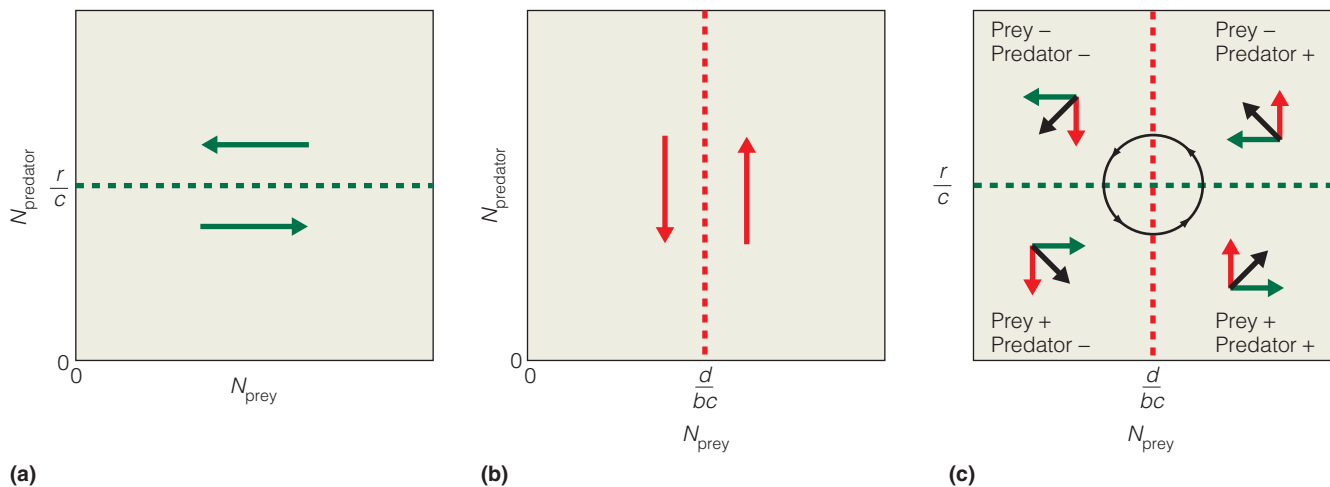 N_predator
r/c
0
0
N_prey
(a)
N_predator
0
0
d/bc
N_prey
(b)
Prey –
Predator –
Prey –
Predator +
r/c
Prey +
Predator –
Prey +
Predator +
d/bc
N_prey
(c)